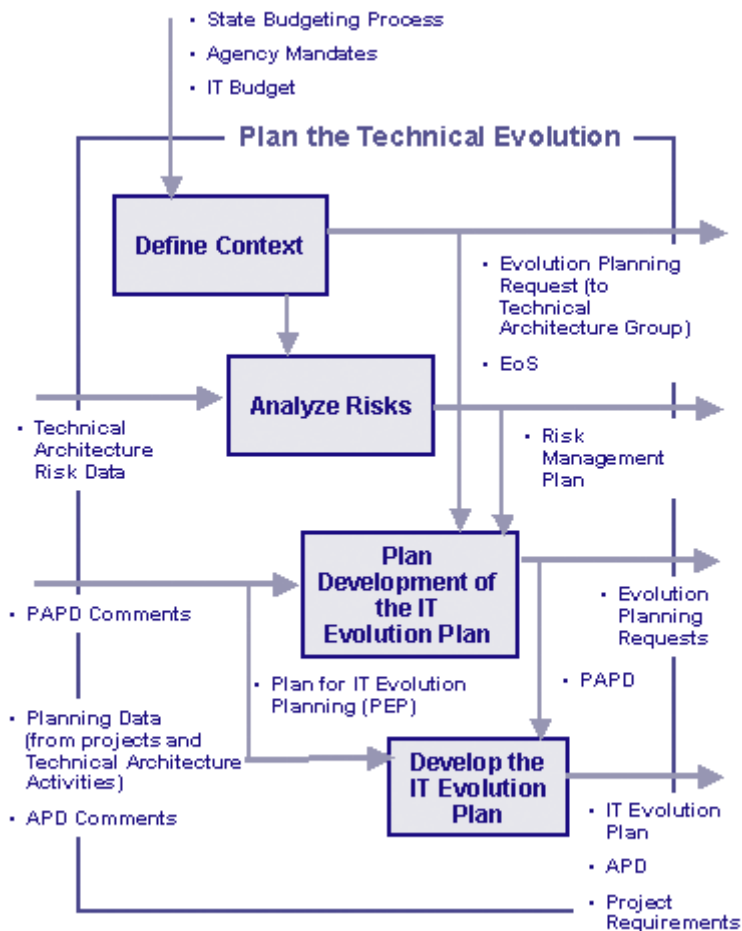 · State Budgeting Process
· Agency Mandates
· IT Budget
Plan the Technical Evolution
Define Context
· Evolution Planning
Request (to
Technical
Architecture Group)
· EoS
Analyze Risks
· Technical
Architecture
Risk Data
· Risk
Management
Plan
Plan
Development of
the IT
Evolution Plan
· PAPD Comments
· Evolution
Planning
Requests
· Plan for IT Evolution
Planning (PEP)
· PAPD
· Planning Data
(from projects and
Technical Architecture
Activities)
· APD Comments
Develop the
IT Evolution
Plan
· IT Evolution
Plan
· APD
· Project
Requirements